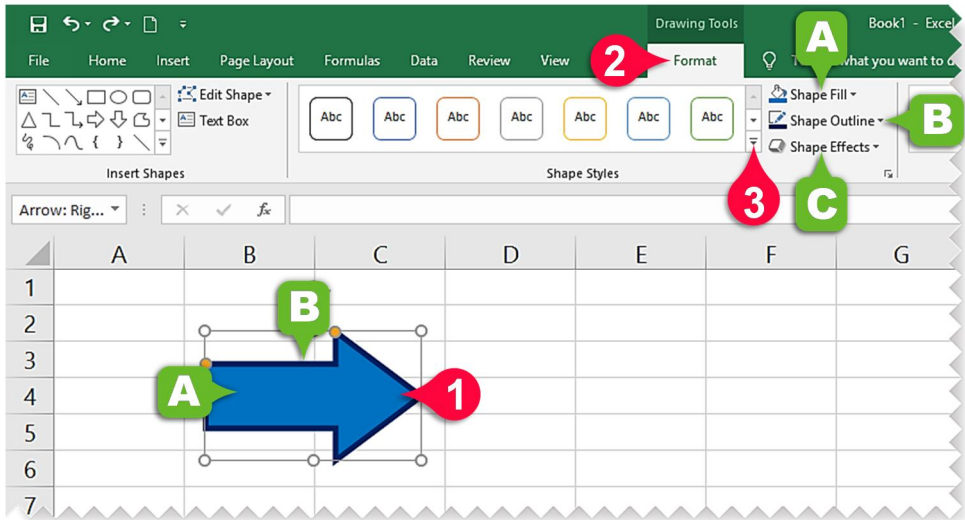 Drawing Tools
Book1 - Excel
File Home Insert Page Layout Formulas Data Review View Format what you want to
2
A
Edit Shape
Text Box
Abc Abc Abc Abc Abc Abc Abc
Shape Fill
Shape Outline
Shape Effects
B
Insert Shapes
Shape Styles
3
C
Arrow: Rig...
fx
A B C D E F G
1
2
3
4
5
6
7
B
A
1